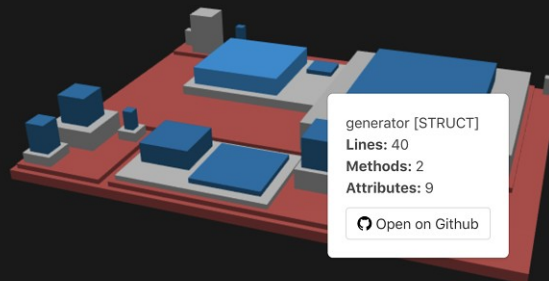 generator [STRUCT]
Lines: 40
Methods: 2
Attributes: 9
Open on Github